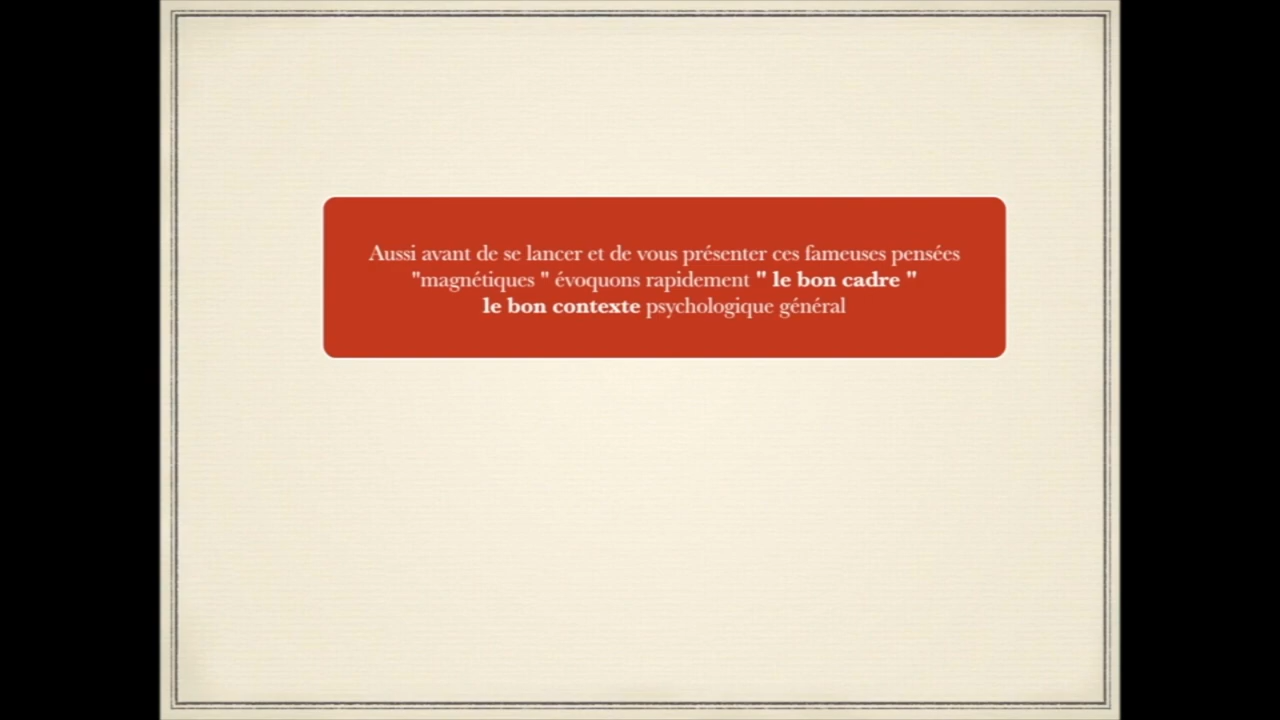 Aussi avant de se lancer et de vous présenter ces fameuses pensées
"magnétiques " évoquons rapidement " le bon cadre "
le bon contexte psychologique général